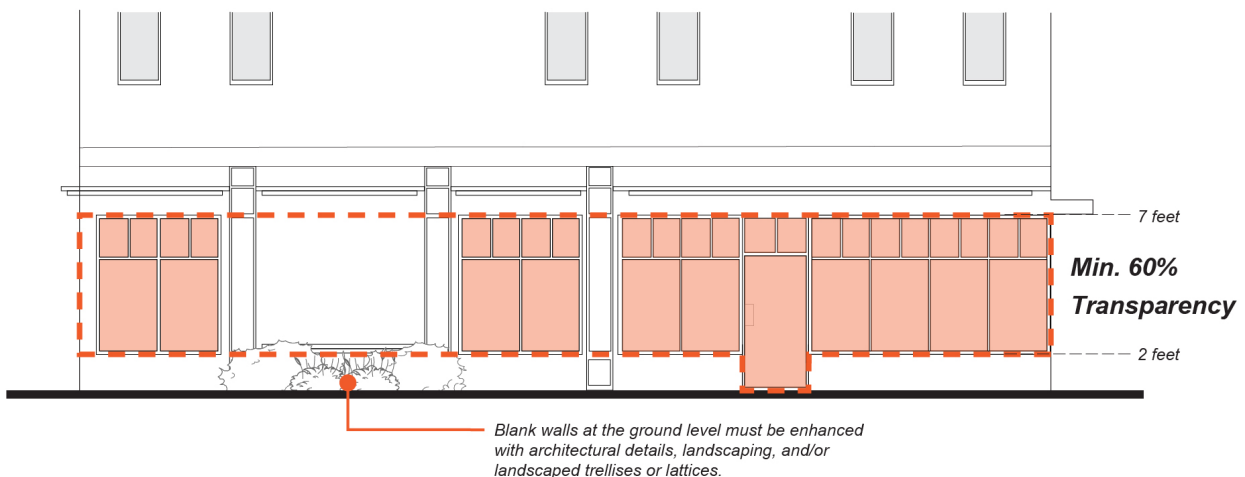 7 feet
Min. 60%
Transparency
2 feet
Blank walls at the ground level must be enhanced
with architectural details, landscaping, and/or
landscaped trellises or lattices.